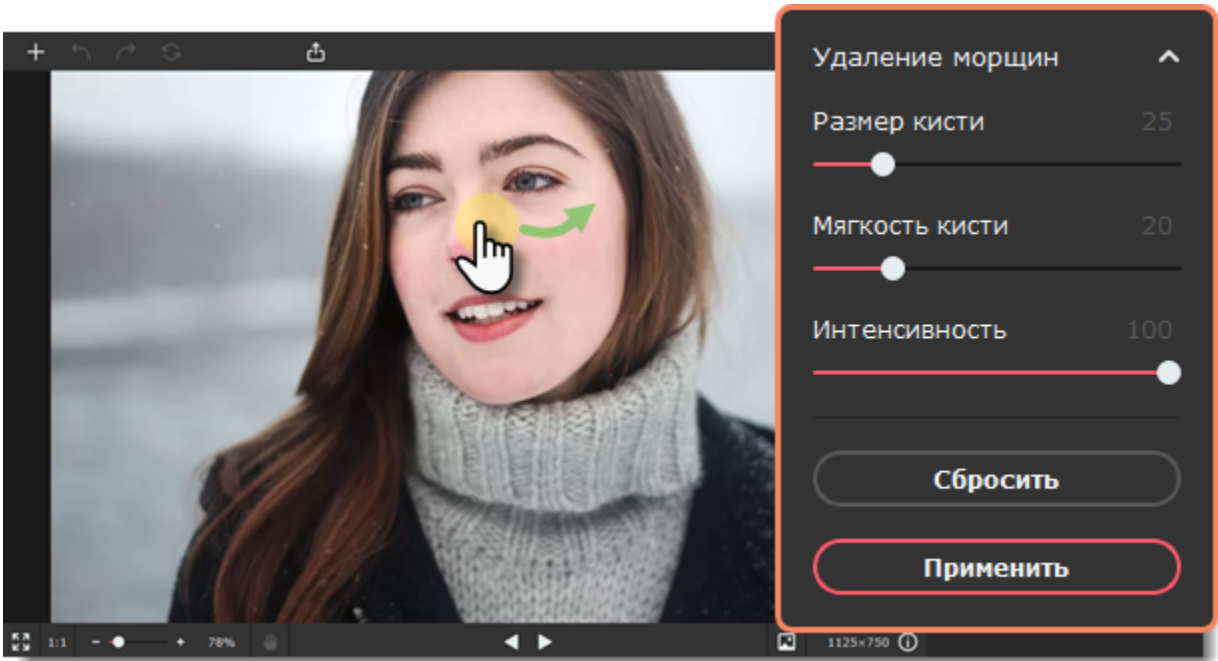 Удаление морщин
Размер кисти 25
Мягкость кисти 20
Интенсивность 100
Сбросить
Применить
1:1 - + 78% 1125×750